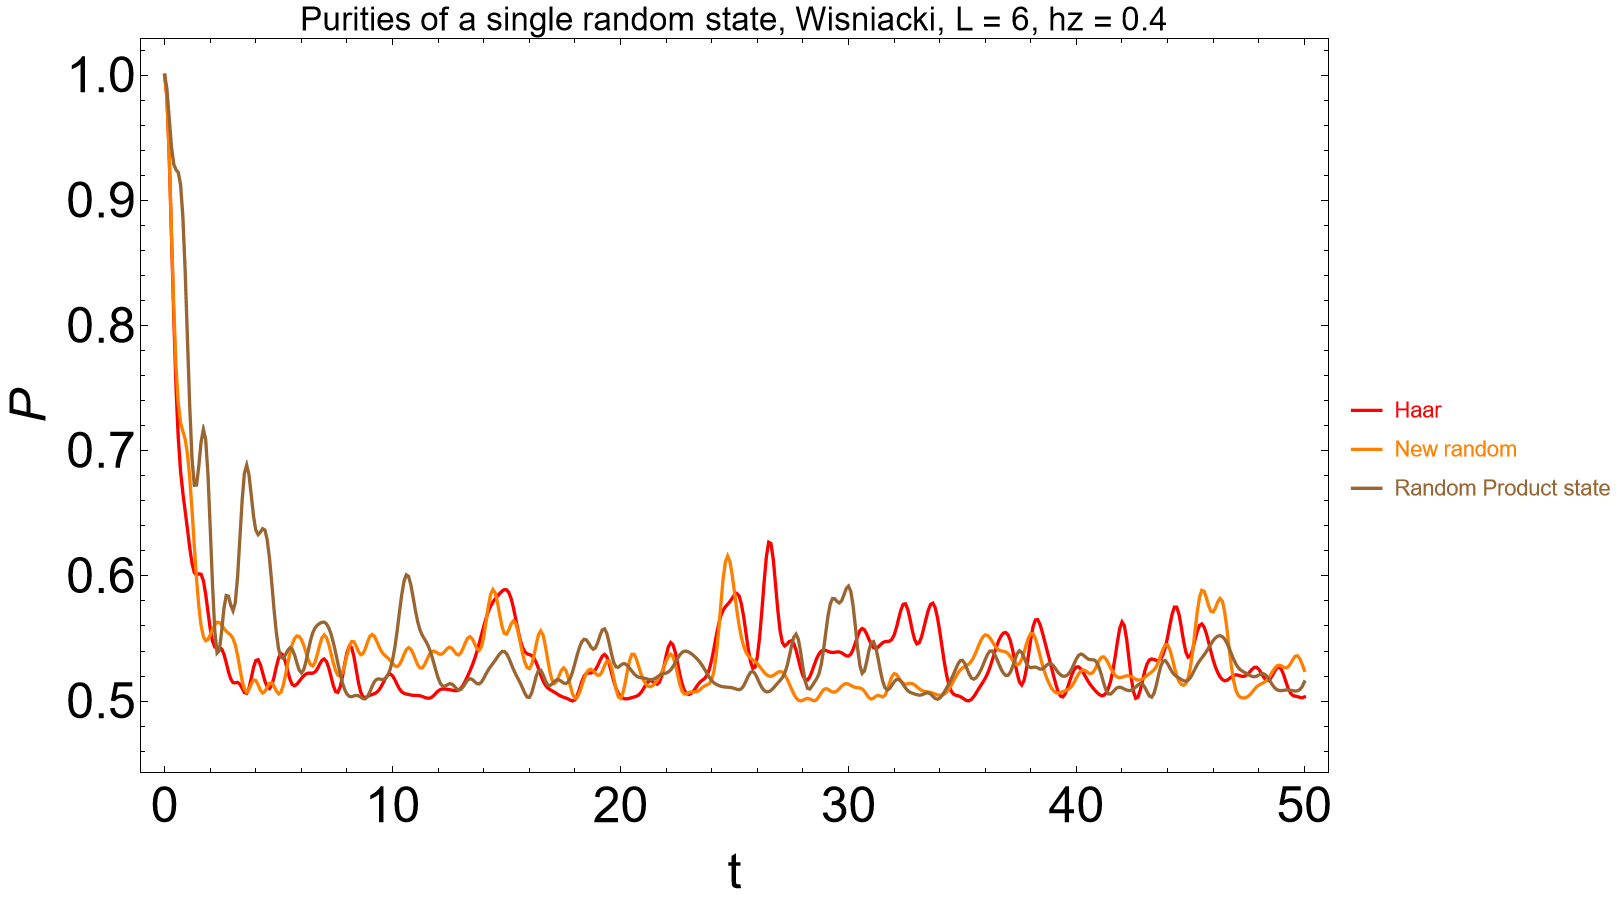 Purities of a single random state, Wisniacki, L = 6, hz = 0.4
1.0
0.9
0.8
0.7
0.6
0.5
P
0 10 20 30 40 50
t
Haar
New random
Random Product state